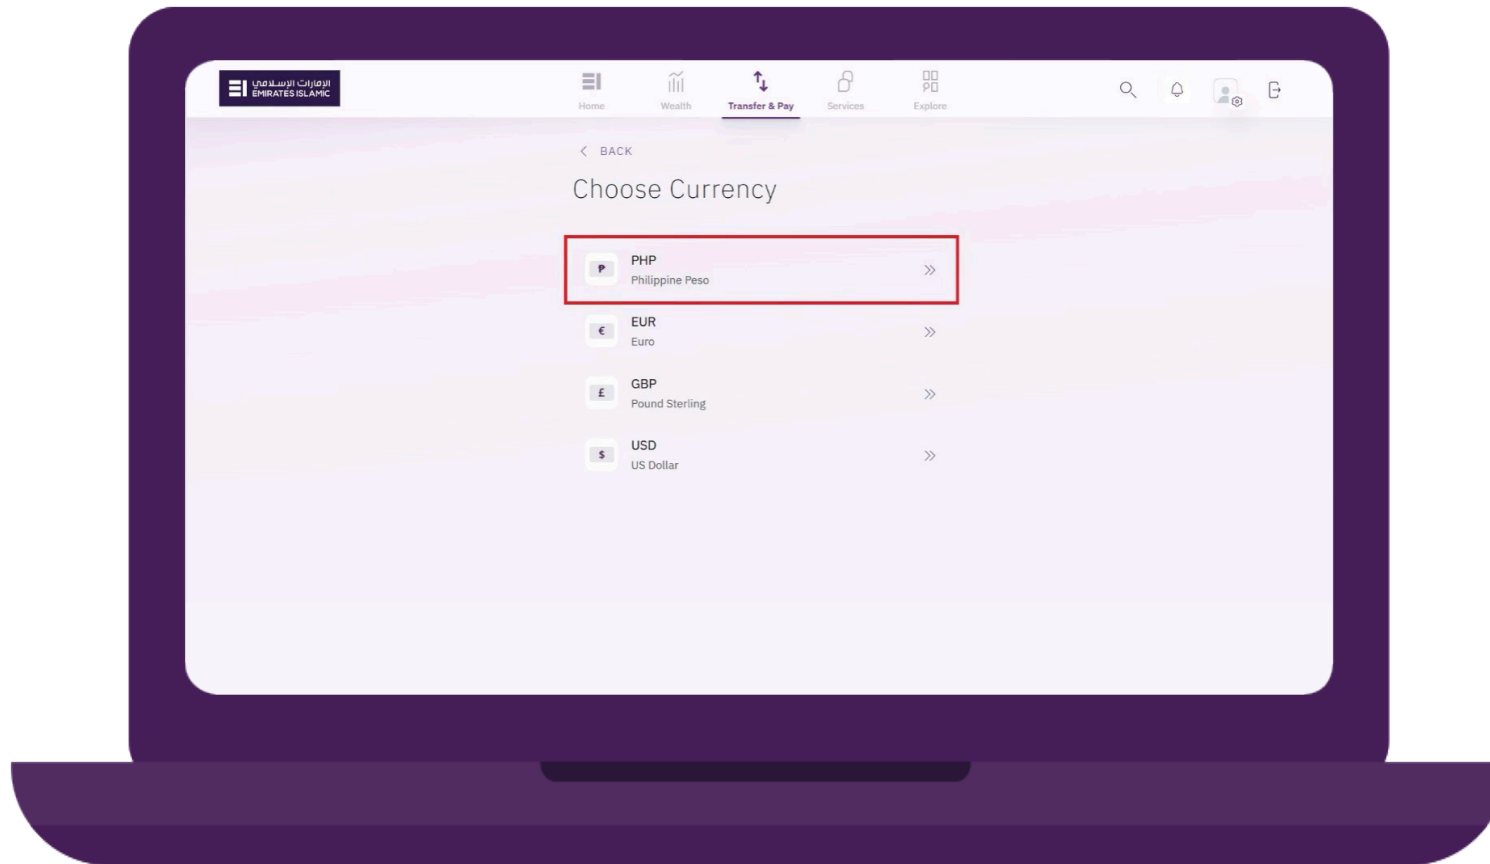 الإمارات الإسلامي
EMIRATES ISLAMIC
Home
Wealth
Transfer & Pay
Services
Explore
BACK
Choose Currency
₱
PHP
Philippine Peso
€
EUR
Euro
£
GBP
Pound Sterling
$
USD
US Dollar